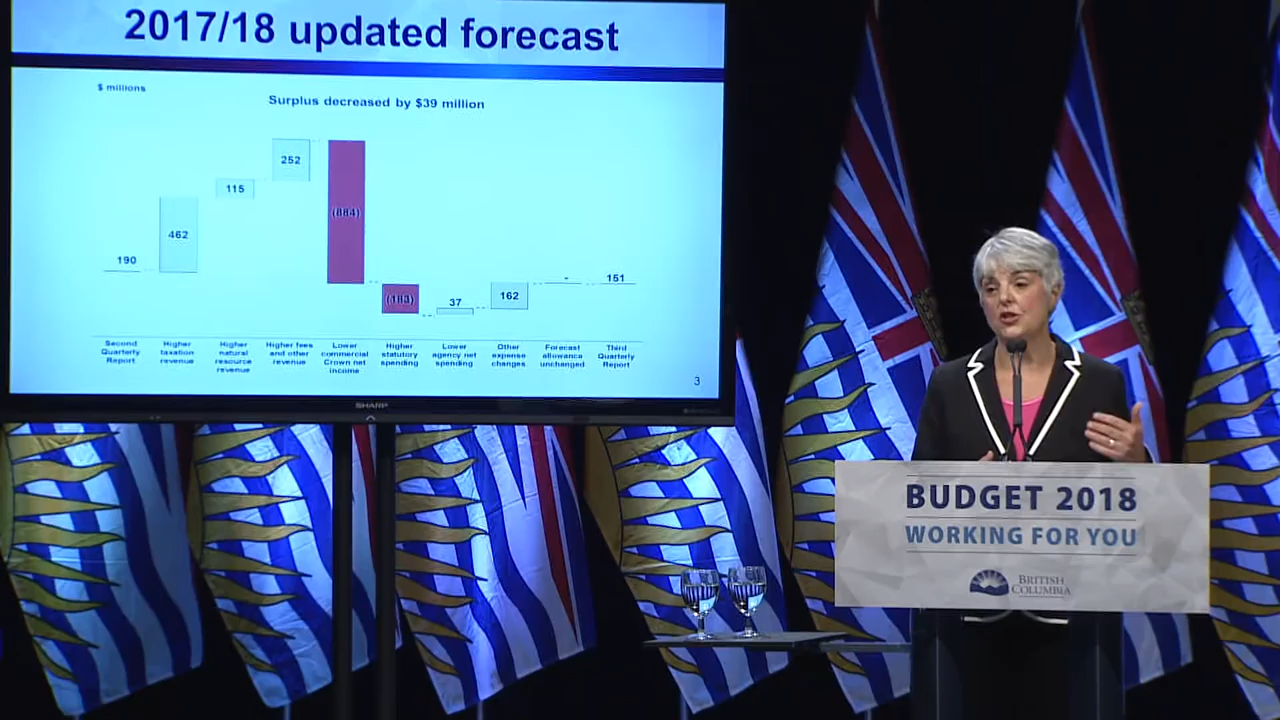 2017/18 updated forecast
$ millions
Surplus decreased by $39 million
190
462
115
252
(884)
(183)
37
162
-
151
Second
Quarterly
Report
Higher
taxation
revenue
Higher
natural
resource
revenue
Higher fees
and other
revenue
Lower
commercial
Crown net
income
Higher
statutory
spending
Lower
agency net
spending
Other
expense
changes
Forecast
allowance
unchanged
Third
Quarterly
Report
3
SHARP
BUDGET 2018
WORKING FOR YOU
BRITISH
COLUMBIA